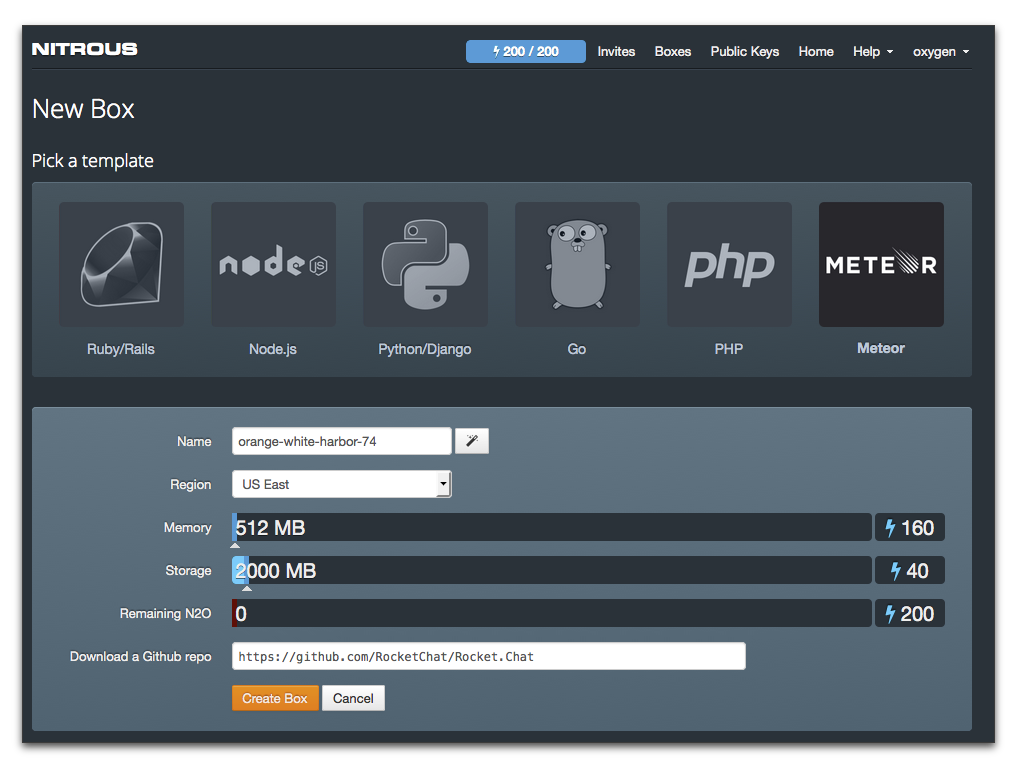 NITROUS
200 / 200 Invites Boxes Public Keys Home Help oxygen
New Box
Pick a template
node JS php METEOR
Ruby/Rails Node.js Python/Django Go PHP Meteor
Name orange-white-harbor-74
Region US East
Memory 512 MB 160
Storage 2000 MB 40
Remaining N2O 0 200
Download a Github repo https://github.com/RocketChat/Rocket.Chat
Create Box Cancel